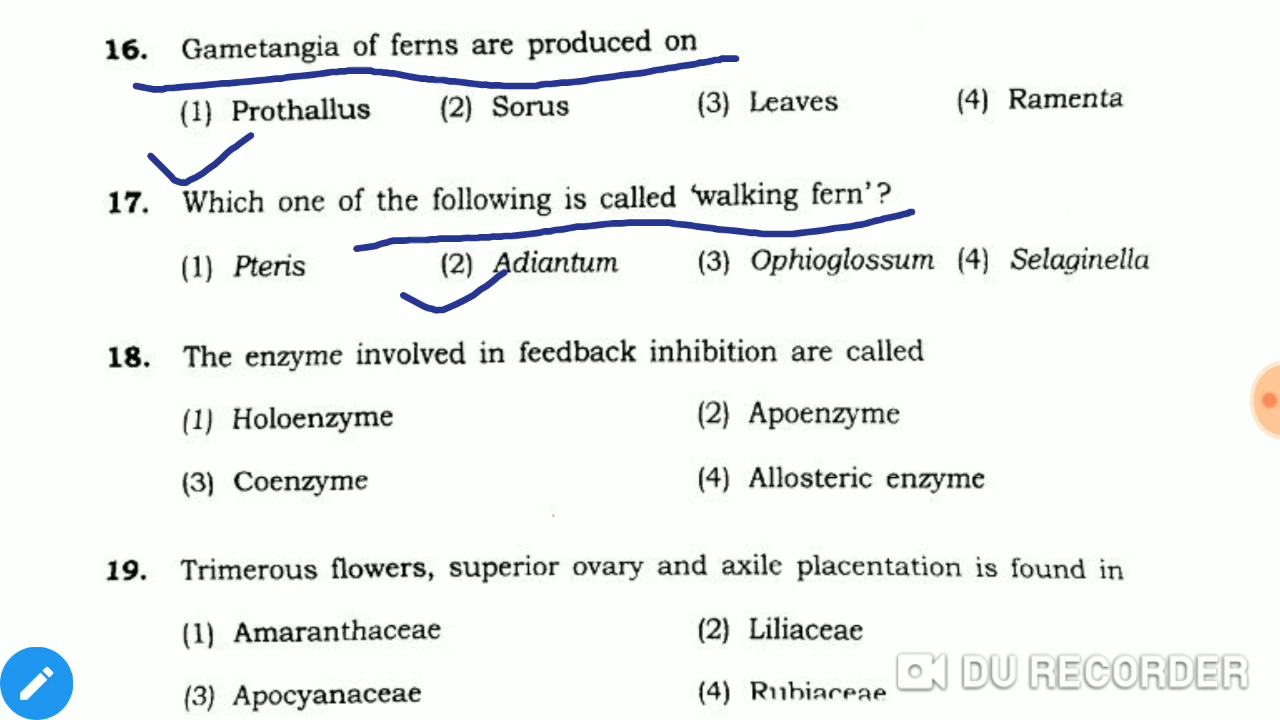 16. Gametangia of ferns are produced on
(1) Prothallus (2) Sorus (3) Leaves (4) Ramenta
17. Which one of the following is called ‘walking fern’?
(1) Pteris (2) Adiantum (3) Ophioglossum (4) Selaginella
18. The enzyme involved in feedback inhibition are called
(1) Holoenzyme (2) Apoenzyme
(3) Coenzyme (4) Allosteric enzyme
19. Trimerous flowers, superior ovary and axile placentation is found in
(1) Amaranthaceae (2) Liliaceae
(3) Apocyanaceae (4) Rubiaceae
DU RECORDER